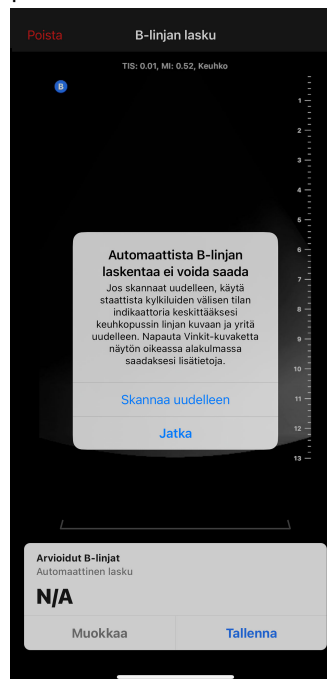 Poista
B-linjan lasku
TIS: 0.01, MI: 0.52, Keuhko
B
1
2
3
4
5
6
7
8
9
10
11
12
13
Automaattista B-linjan
laskentaa ei voida saada
Jos skannaat uudelleen, käytä
staattista kylkiluiden välisen tilan
indikaattoria keskittääksesi
keuhkopussin linjan kuvaan ja yritä
uudelleen. Napauta Vinkit-kuvaketta
näytön oikeassa alakulmassa
saadaksesi lisätietoja.
Skannaa uudelleen
Jatka
Arvioidut B-linjat
Automaattinen lasku
N/A
Muokkaa
Tallenna